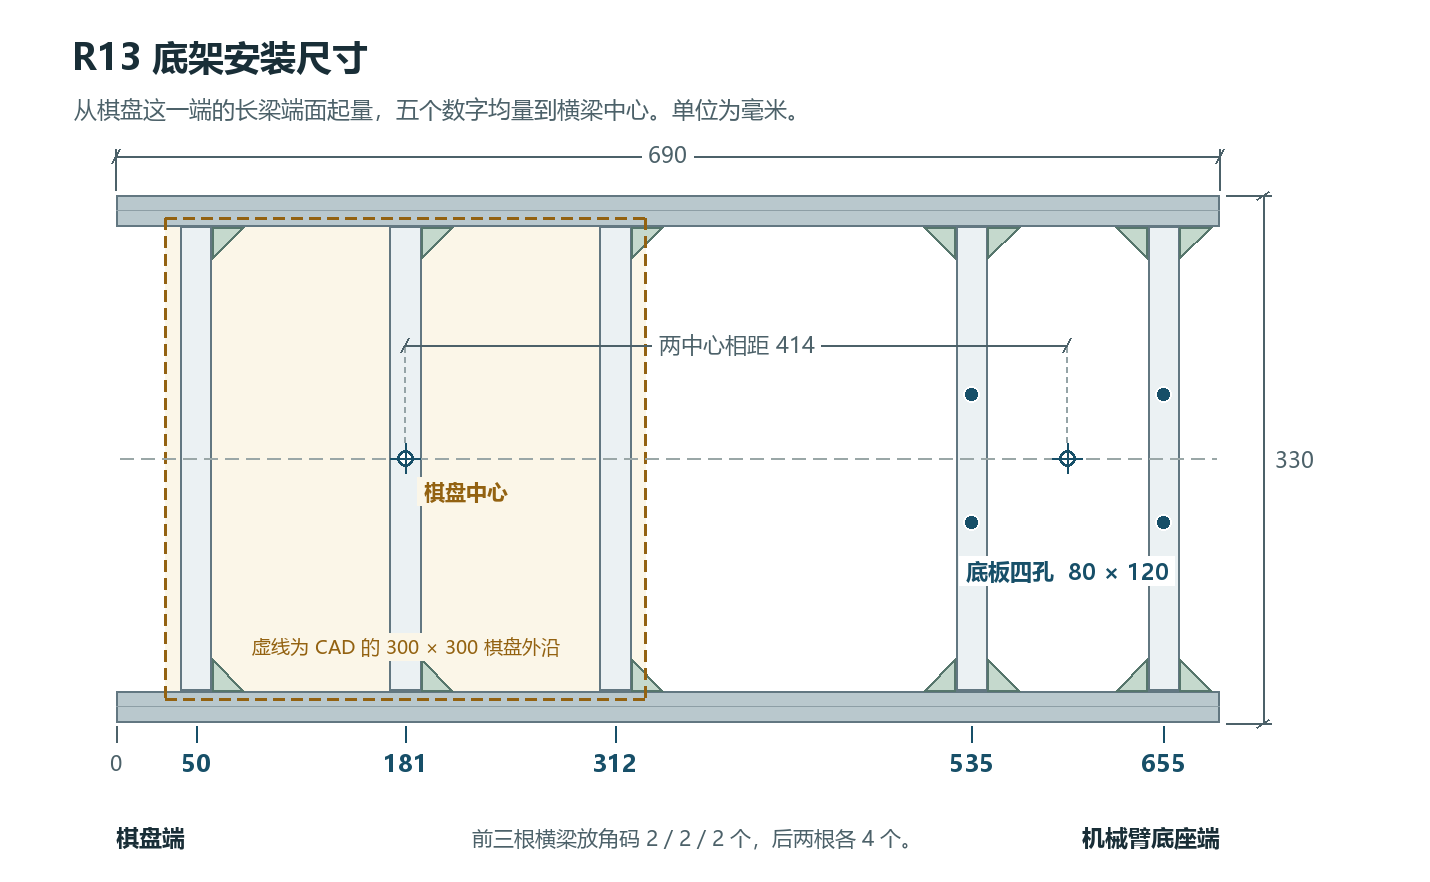 R13 底架安装尺寸
从棋盘这一端的长梁端面起量，五个数字均量到横梁中心。单位为毫米。
690
两中心相距 414
330
棋盘中心
底板四孔 80 × 120
虚线为 CAD 的 300 × 300 棋盘外沿
0 50 181 312 535 655
棋盘端 前三根横梁放角码 2 / 2 / 2 个，后两根各 4 个。 机械臂底座端